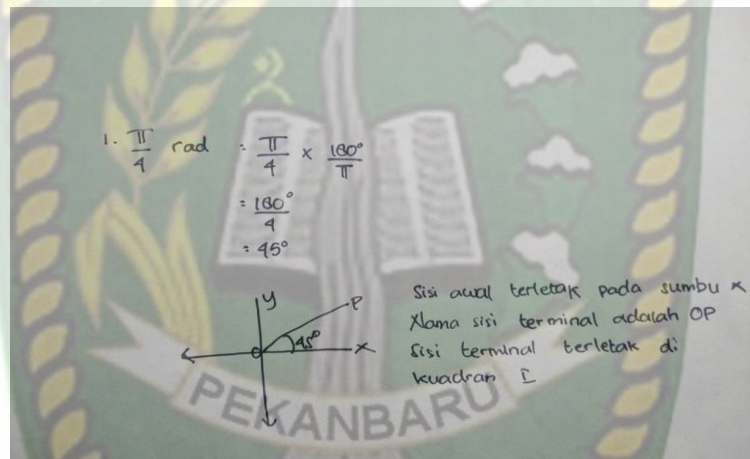 1. π/4 rad = π/4 × 180°/π
= 180°/4
= 45°
y
P
45°
O
x
Sisi awal terletak pada sumbu x
Nama sisi terminal adalah OP
Sisi terminal terletak di
kuadran I
PEKANBARU